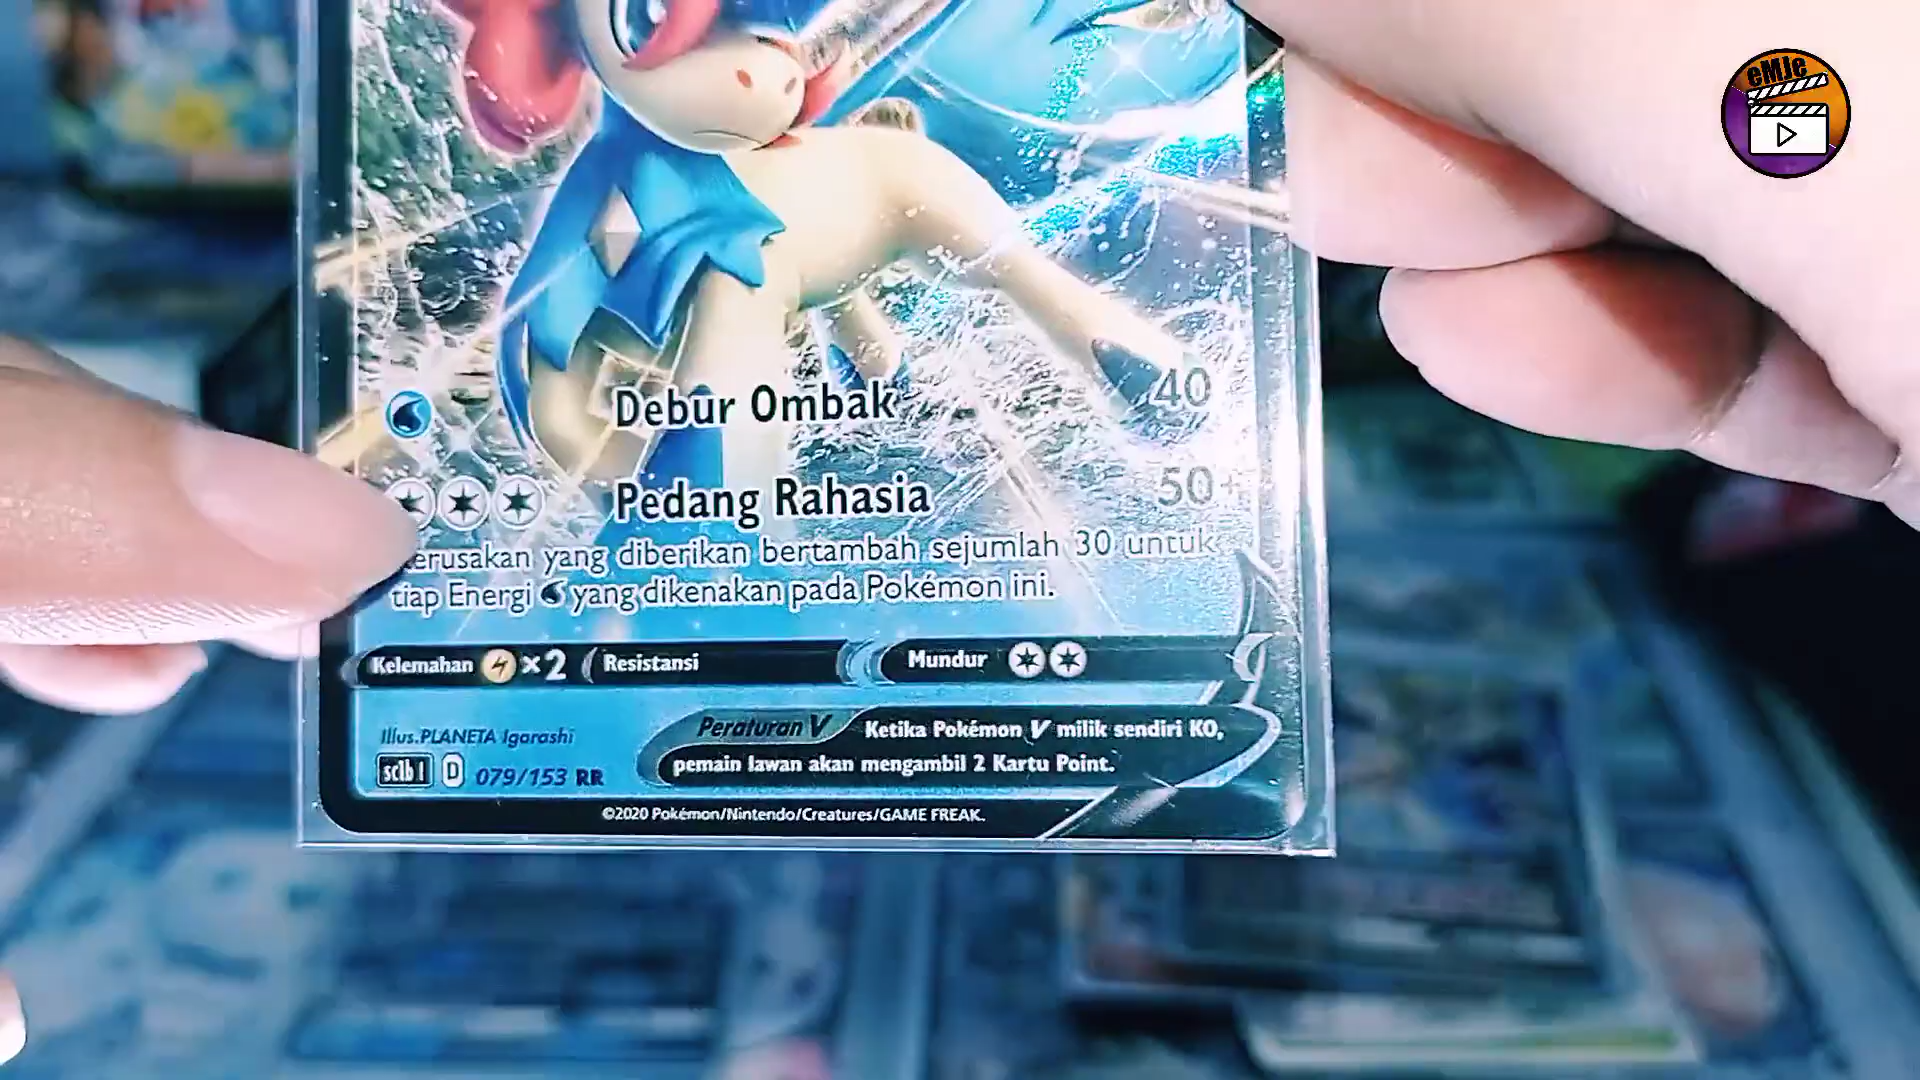 eMJe
Debur Ombak 40
Pedang Rahasia 50+
erusakan yang diberikan bertambah sejumlah 30 untuk
tiap Energi yang dikenakan pada Pokémon ini.
Kelemahan ×2 Resistansi Mundur
Illus.PLANETA Igarashi
Peraturan V Ketika Pokémon V milik sendiri KO,
pemain lawan akan mengambil 2 Kartu Point.
sc1b I D 079/153 RR
©2020 Pokémon/Nintendo/Creatures/GAME FREAK.